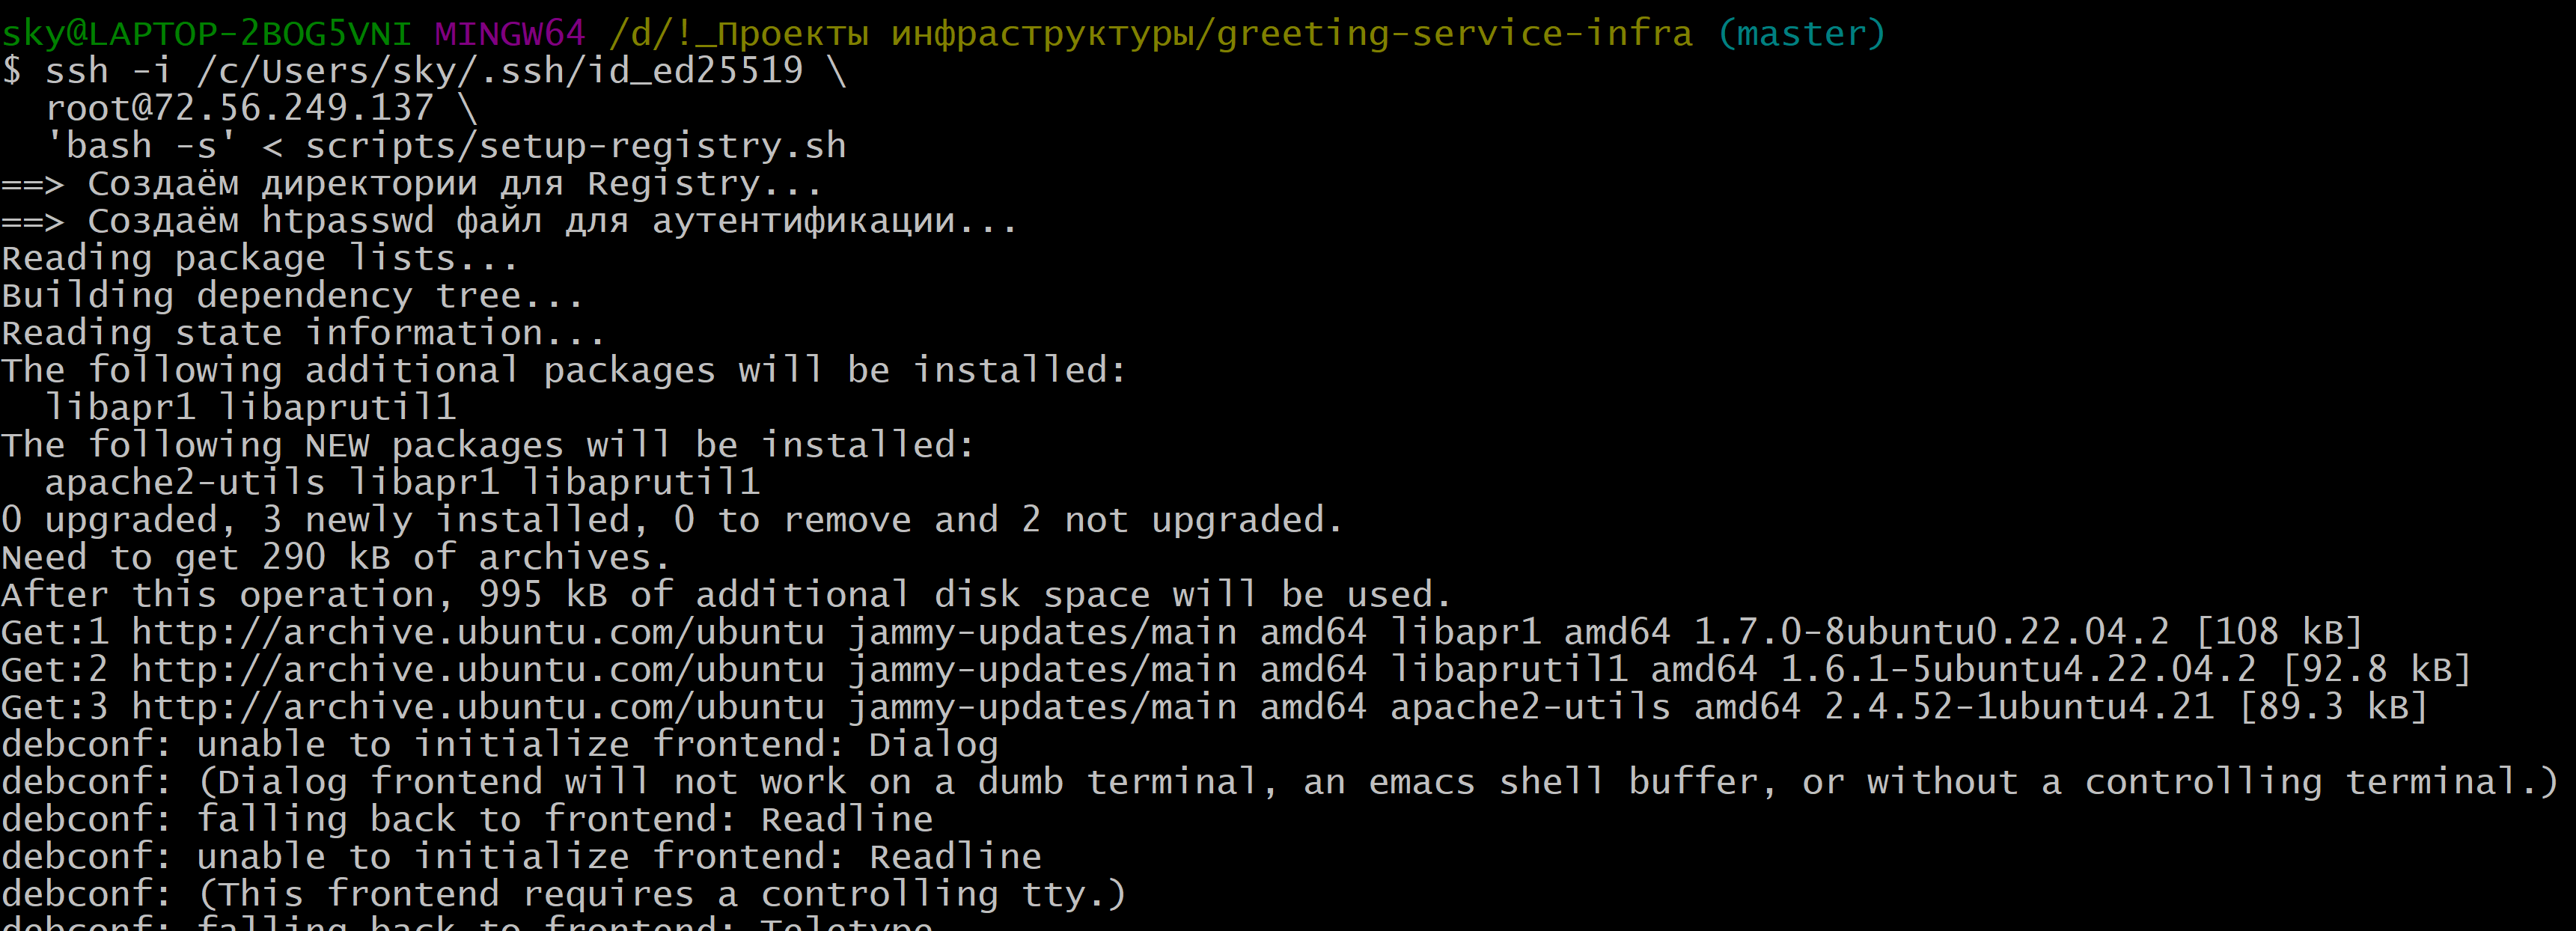 sky@LAPTOP-2BOG5VNI MINGW64 /d/!_Проекты инфраструктуры/greeting-service-infra (master)
$ ssh -i /c/Users/sky/.ssh/id_ed25519 \
  root@72.56.249.137 \
  'bash -s' < scripts/setup-registry.sh
==> Создаём директории для Registry...
==> Создаём htpasswd файл для аутентификации...
Reading package lists...
Building dependency tree...
Reading state information...
The following additional packages will be installed:
  libapr1 libaprutil1
The following NEW packages will be installed:
  apache2-utils libapr1 libaprutil1
0 upgraded, 3 newly installed, 0 to remove and 2 not upgraded.
Need to get 290 kB of archives.
After this operation, 995 kB of additional disk space will be used.
Get:1 http://archive.ubuntu.com/ubuntu jammy-updates/main amd64 libapr1 amd64 1.7.0-8ubuntu0.22.04.2 [108 kB]
Get:2 http://archive.ubuntu.com/ubuntu jammy-updates/main amd64 libaprutil1 amd64 1.6.1-5ubuntu4.22.04.2 [92.8 kB]
Get:3 http://archive.ubuntu.com/ubuntu jammy-updates/main amd64 apache2-utils amd64 2.4.52-1ubuntu4.21 [89.3 kB]
debconf: unable to initialize frontend: Dialog
debconf: (Dialog frontend will not work on a dumb terminal, an emacs shell buffer, or without a controlling terminal.)
debconf: falling back to frontend: Readline
debconf: unable to initialize frontend: Readline
debconf: (This frontend requires a controlling tty.)
debconf: falling back to frontend: Teletype